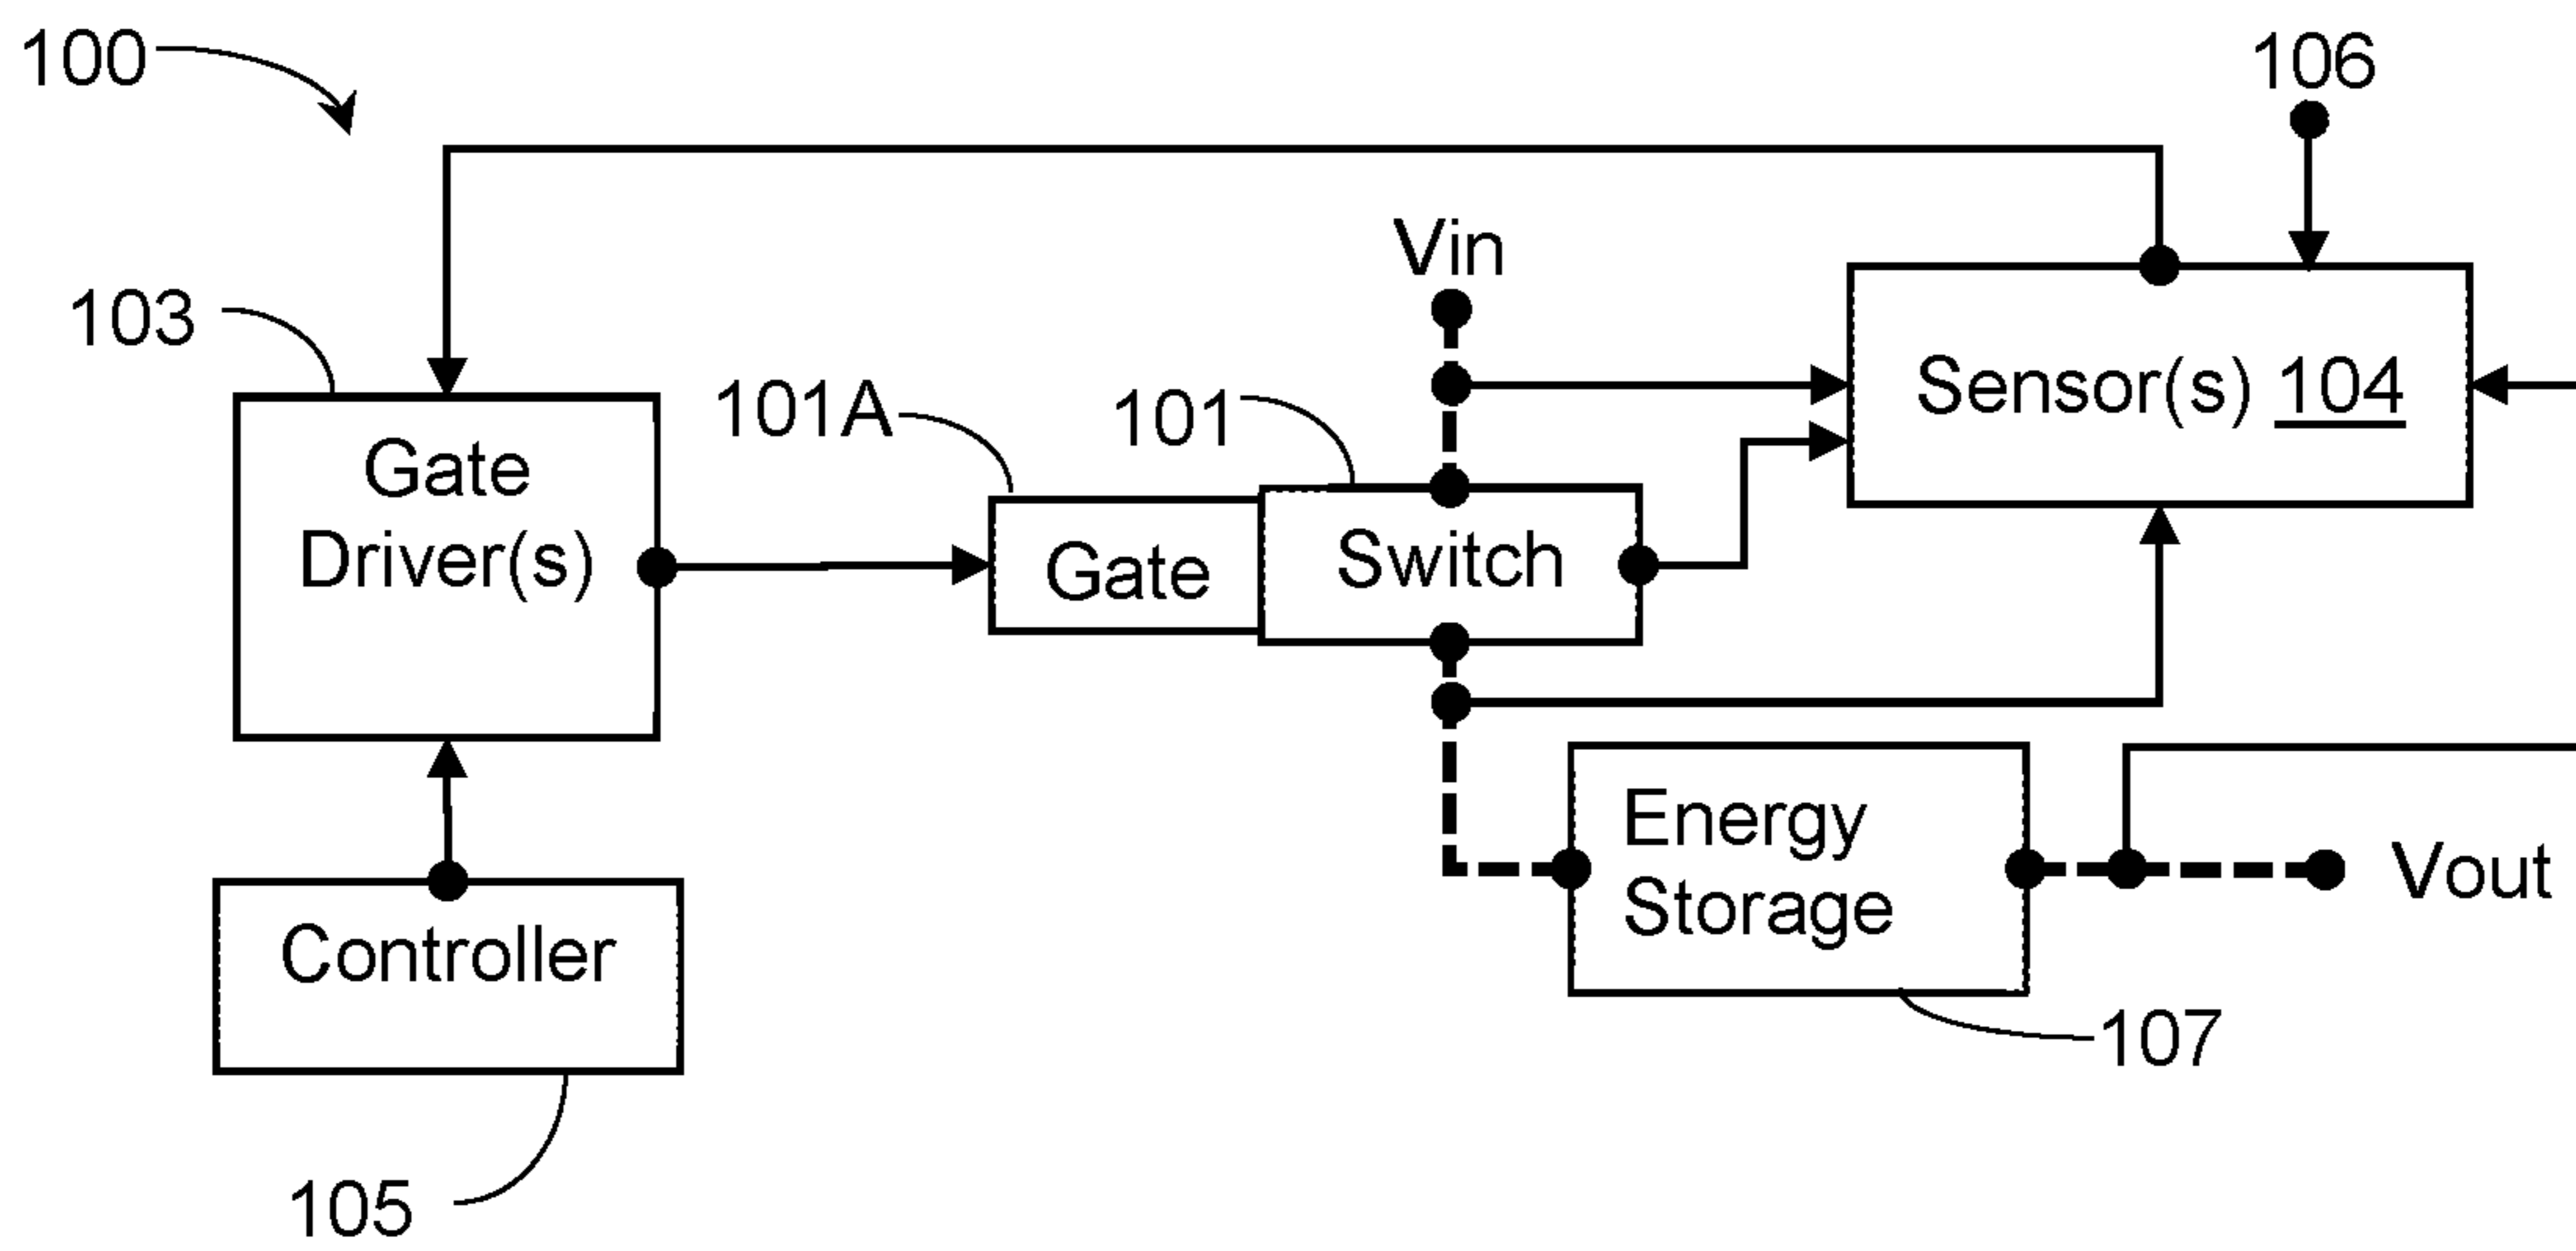 100
106
Vin
103
101A
101
Sensor(s) 104
Gate
Driver(s)
Gate
Switch
Energy
Storage
Vout
Controller
107
105